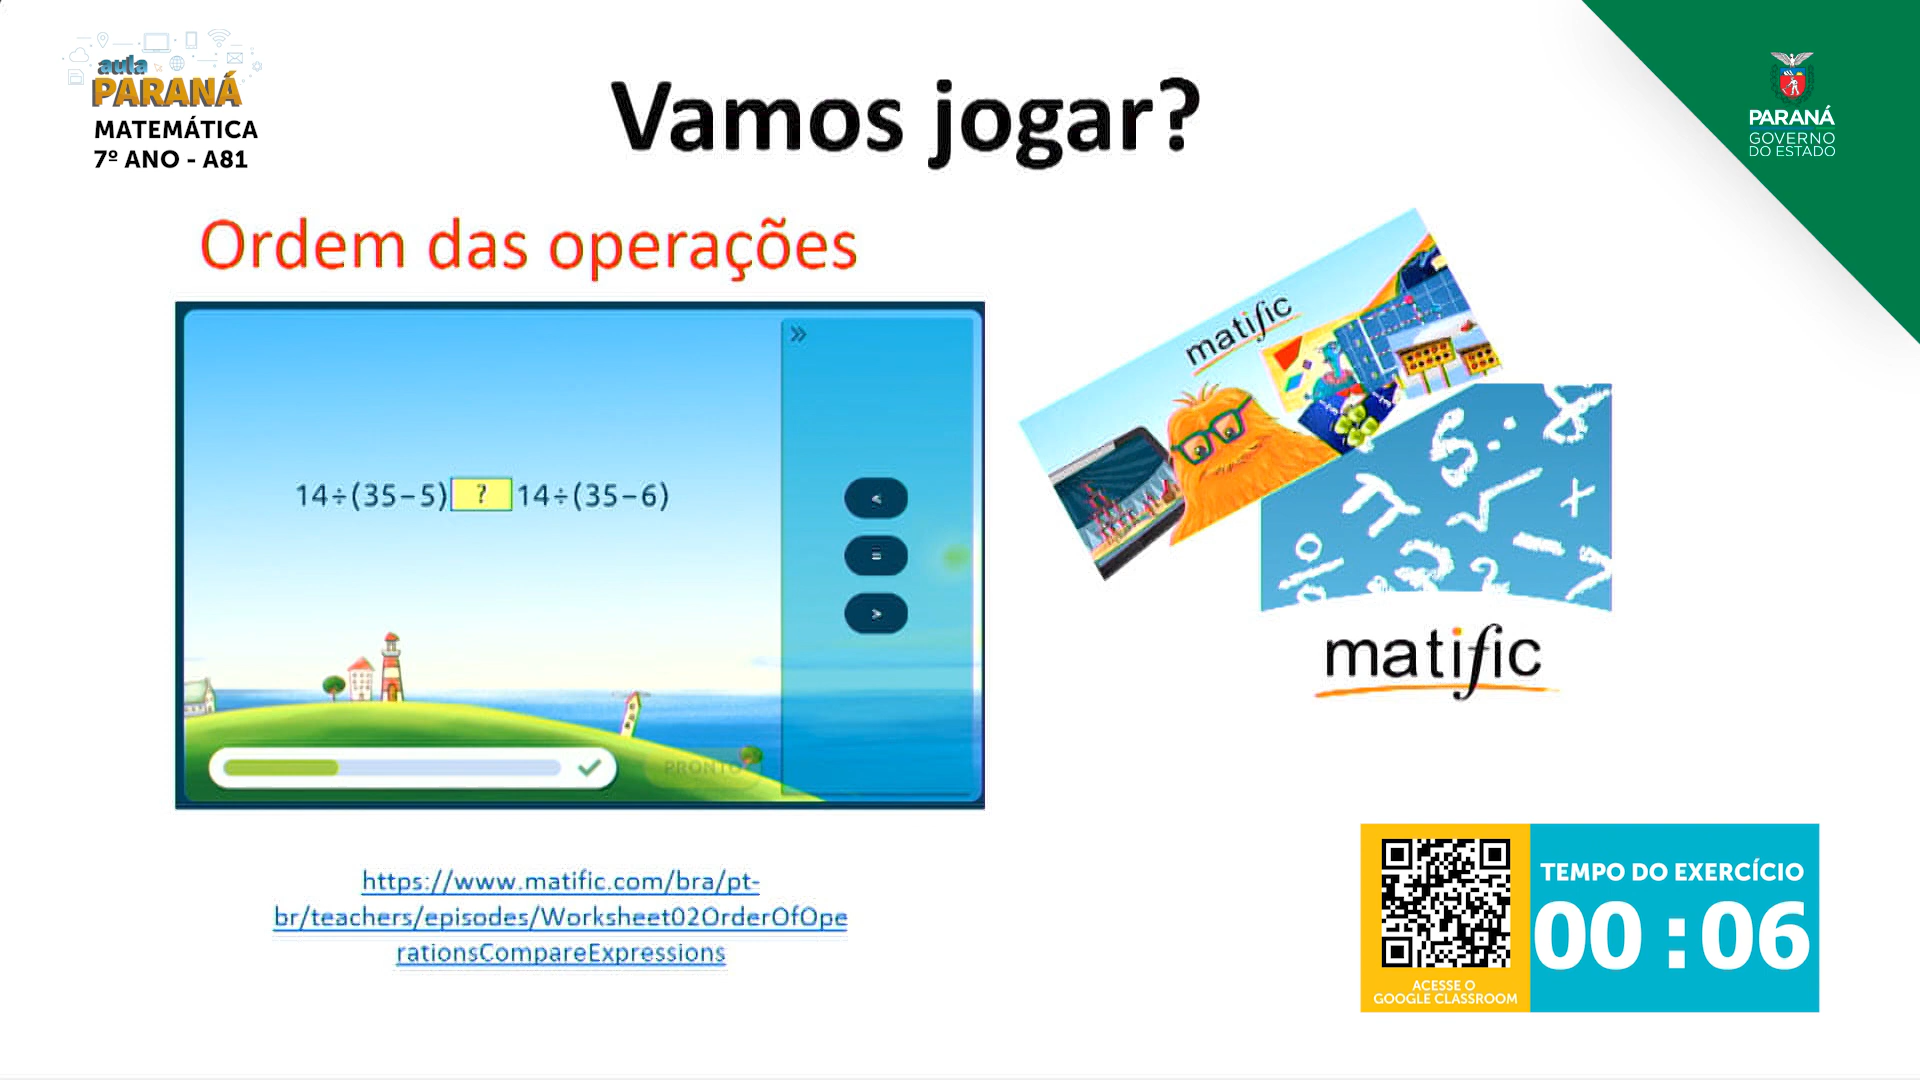 aula
PARANÁ
MATEMÁTICA
7º ANO - A81
Vamos jogar?
PARANÁ
GOVERNO
DO ESTADO
Ordem das operações
»
14÷(35–5) ? 14÷(35–6)
<
=
>
PRONTO
matific
matific
https://www.matific.com/bra/pt-
br/teachers/episodes/Worksheet02OrderOfOpe
rationsCompareExpressions
ACESSE O
GOOGLE CLASSROOM
TEMPO DO EXERCÍCIO
00:06